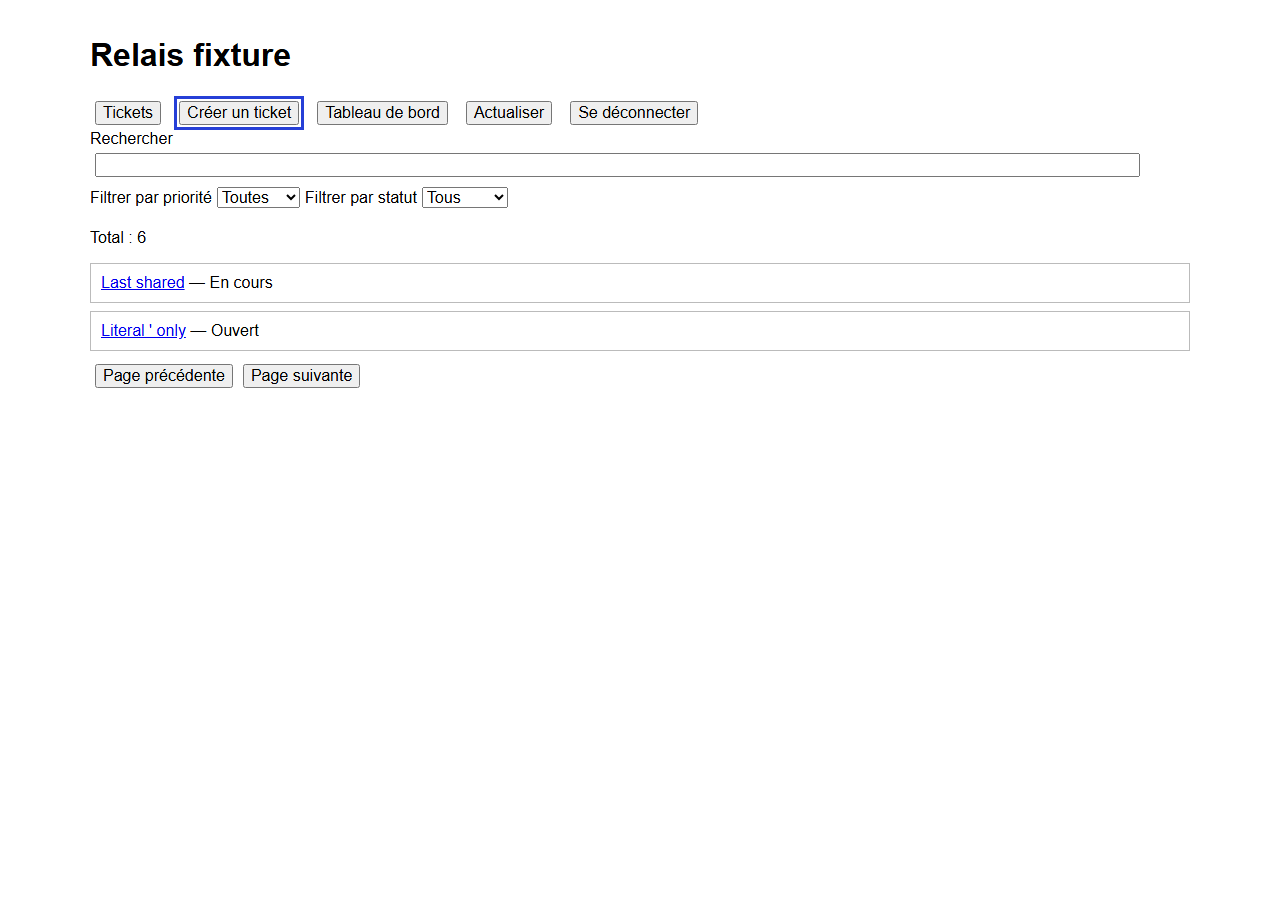 Relais fixture
Tickets Créer un ticket Tableau de bord Actualiser Se déconnecter
Rechercher
Filtrer par priorité Toutes Filtrer par statut Tous
Total : 6
Last shared — En cours
Literal ' only — Ouvert
Page précédente Page suivante